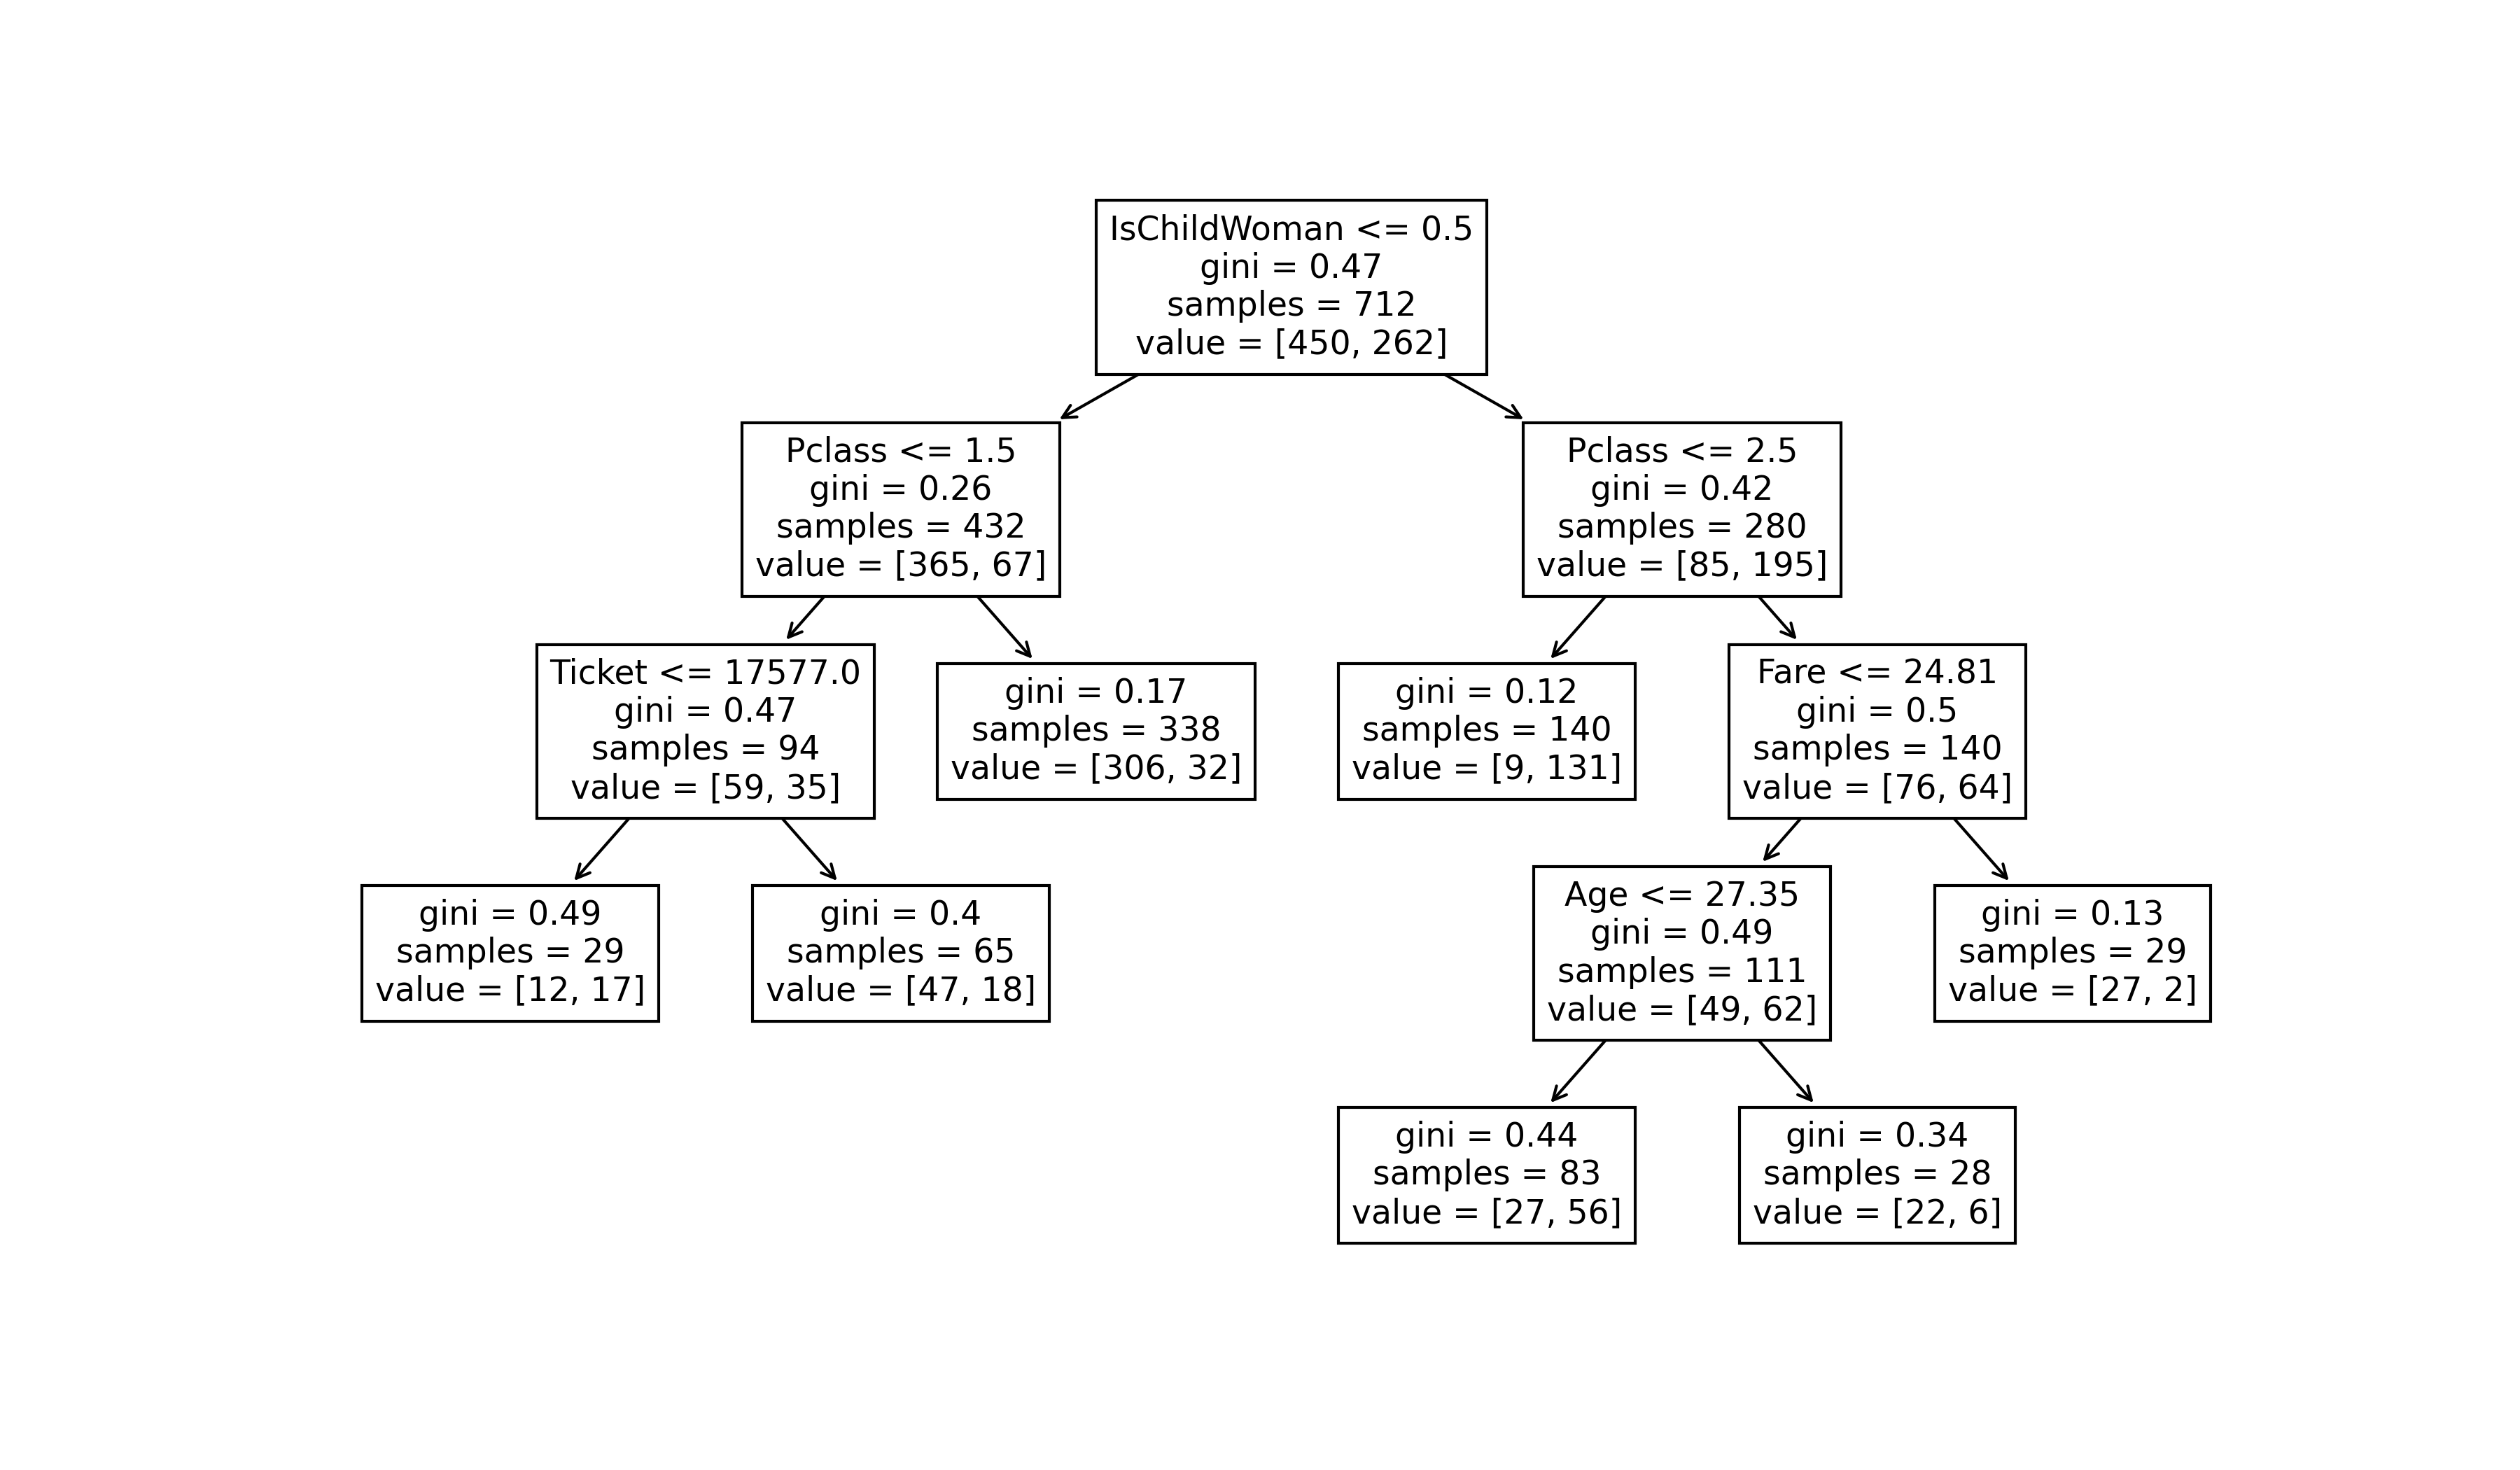 IsChildWoman <= 0.5
gini = 0.47
samples = 712
value = [450, 262]
Pclass <= 1.5
gini = 0.26
samples = 432
value = [365, 67]
Pclass <= 2.5
gini = 0.42
samples = 280
value = [85, 195]
Ticket <= 17577.0
gini = 0.47
samples = 94
value = [59, 35]
gini = 0.17
samples = 338
value = [306, 32]
gini = 0.12
samples = 140
value = [9, 131]
Fare <= 24.81
gini = 0.5
samples = 140
value = [76, 64]
gini = 0.49
samples = 29
value = [12, 17]
gini = 0.4
samples = 65
value = [47, 18]
Age <= 27.35
gini = 0.49
samples = 111
value = [49, 62]
gini = 0.13
samples = 29
value = [27, 2]
gini = 0.44
samples = 83
value = [27, 56]
gini = 0.34
samples = 28
value = [22, 6]